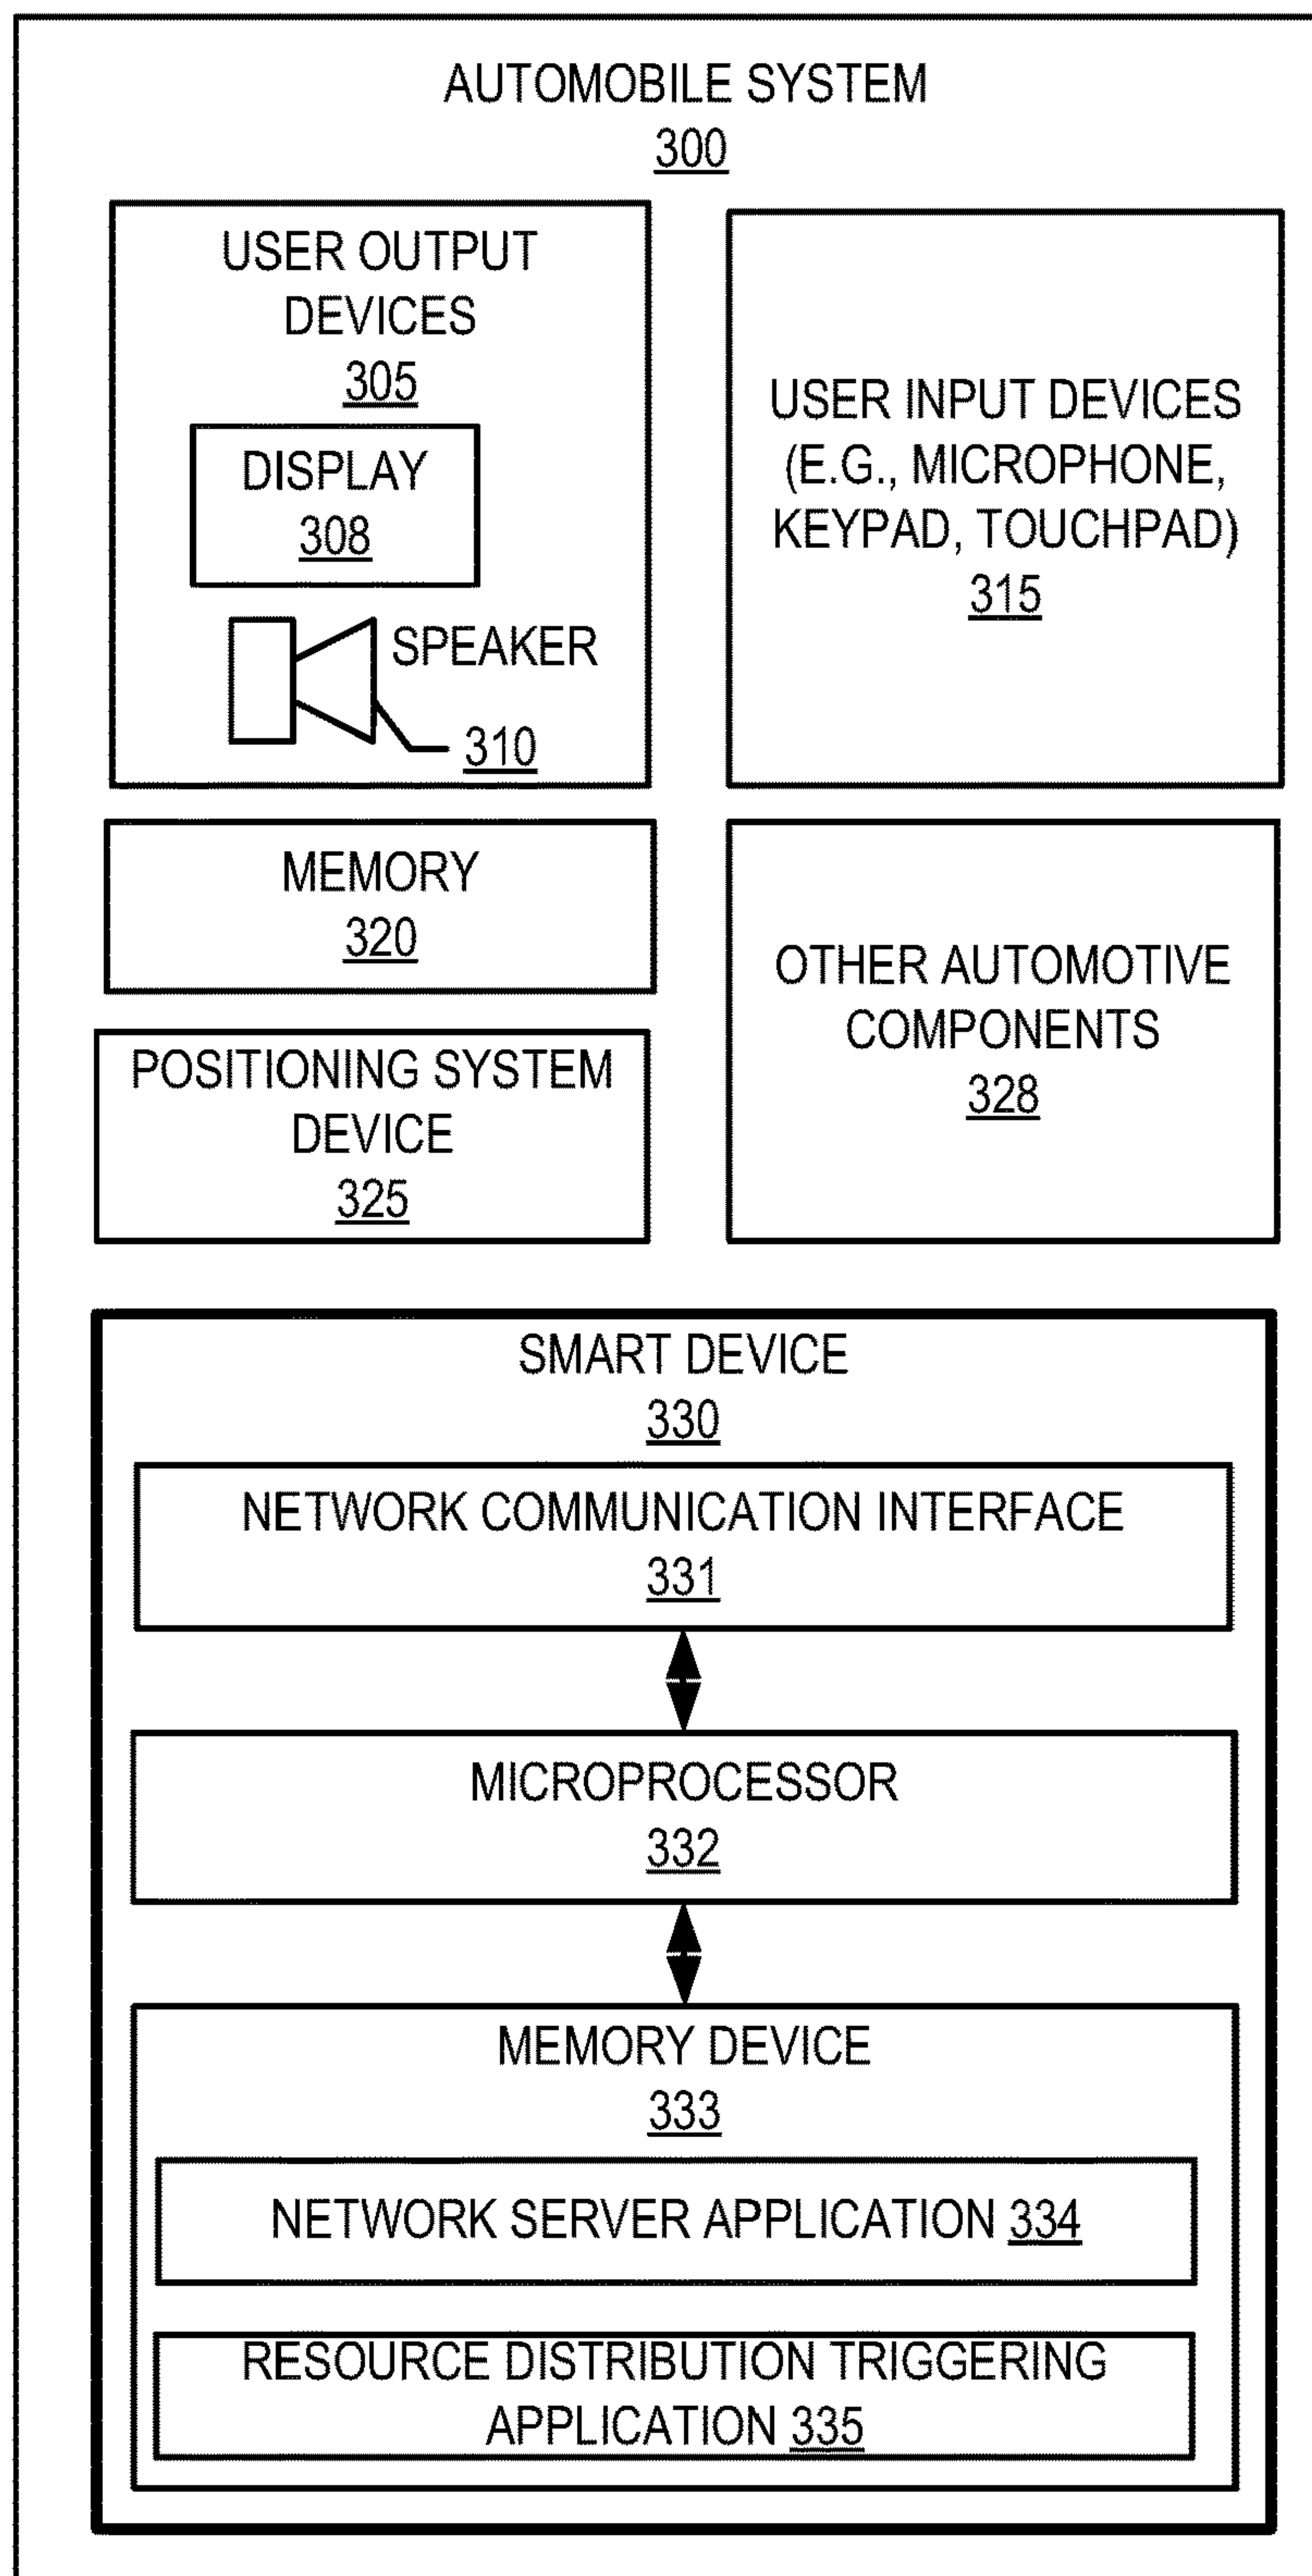 AUTOMOBILE SYSTEM
300
USER OUTPUT
DEVICES
305
DISPLAY
308
SPEAKER
310
USER INPUT DEVICES
(E.G., MICROPHONE,
KEYPAD, TOUCHPAD)
315
MEMORY
320
OTHER AUTOMOTIVE
COMPONENTS
328
POSITIONING SYSTEM
DEVICE
325
SMART DEVICE
330
NETWORK COMMUNICATION INTERFACE
331
MICROPROCESSOR
332
MEMORY DEVICE
333
NETWORK SERVER APPLICATION 334
RESOURCE DISTRIBUTION TRIGGERING
APPLICATION 335